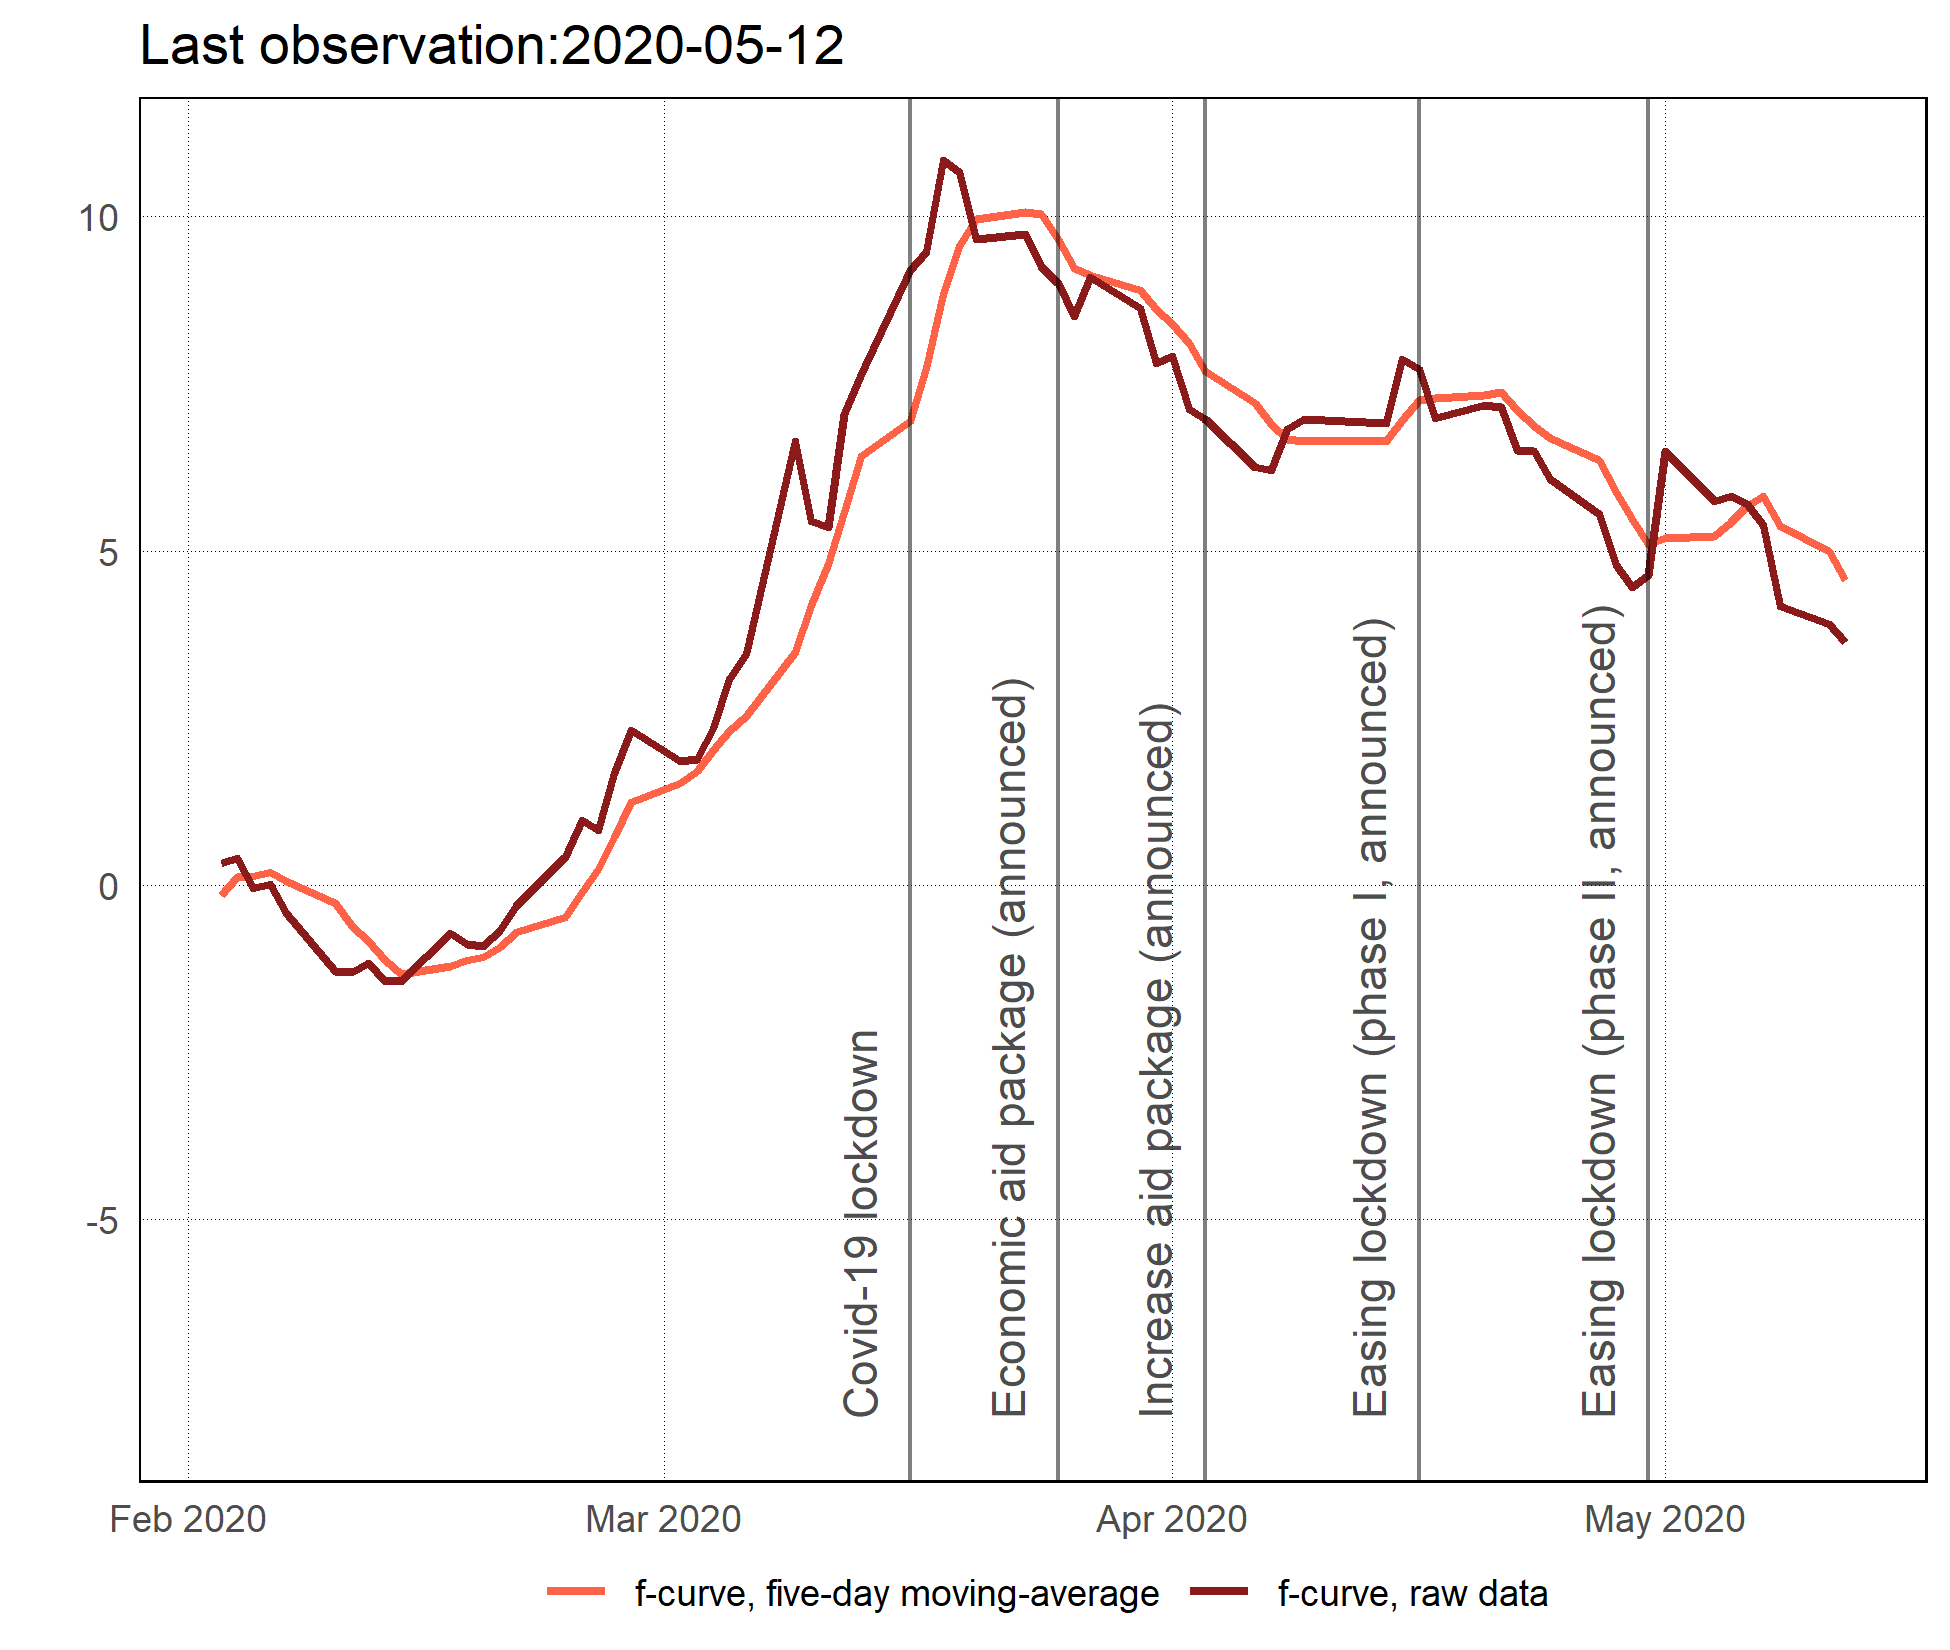 Last observation:2020-05-12
10
5
0
-5
Covid-19 lockdown
Economic aid package (announced)
Increase aid package (announced)
Easing lockdown (phase I, announced)
Easing lockdown (phase II, announced)
Feb 2020
Mar 2020
Apr 2020
May 2020
f-curve, five-day moving-average
f-curve, raw data